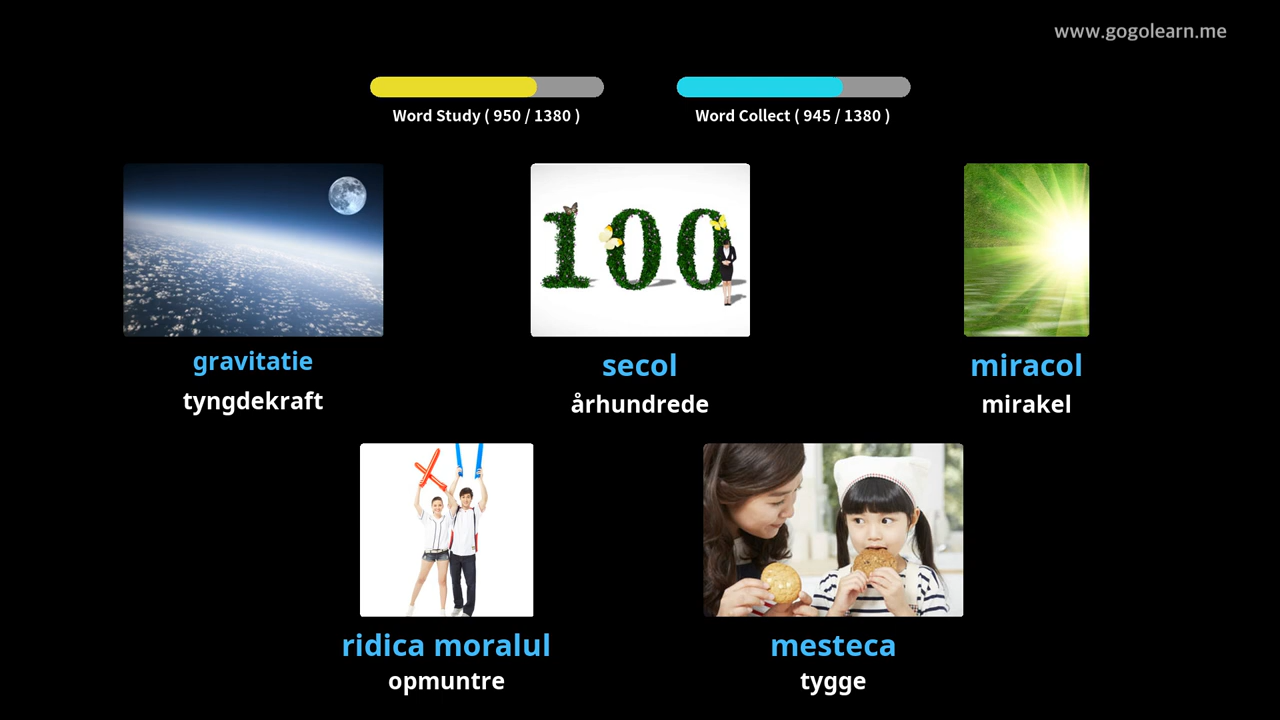 www.gogolearn.me
Word Study ( 950 / 1380 )
Word Collect ( 945 / 1380 )
100
gravitatie
tyngdekraft
secol
århundrede
miracol
mirakel
ridica moralul
opmuntre
mesteca
tygge